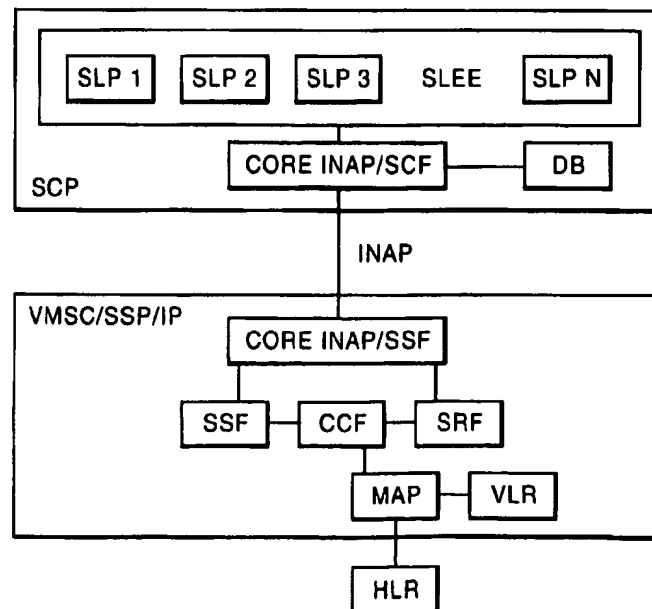 SLP 1 SLP 2 SLP 3 SLEE SLP N
CORE INAP/SCF DB
SCP
INAP
VMSC/SSP/IP
CORE INAP/SSF
SSF CCF SRF
MAP VLR
HLR